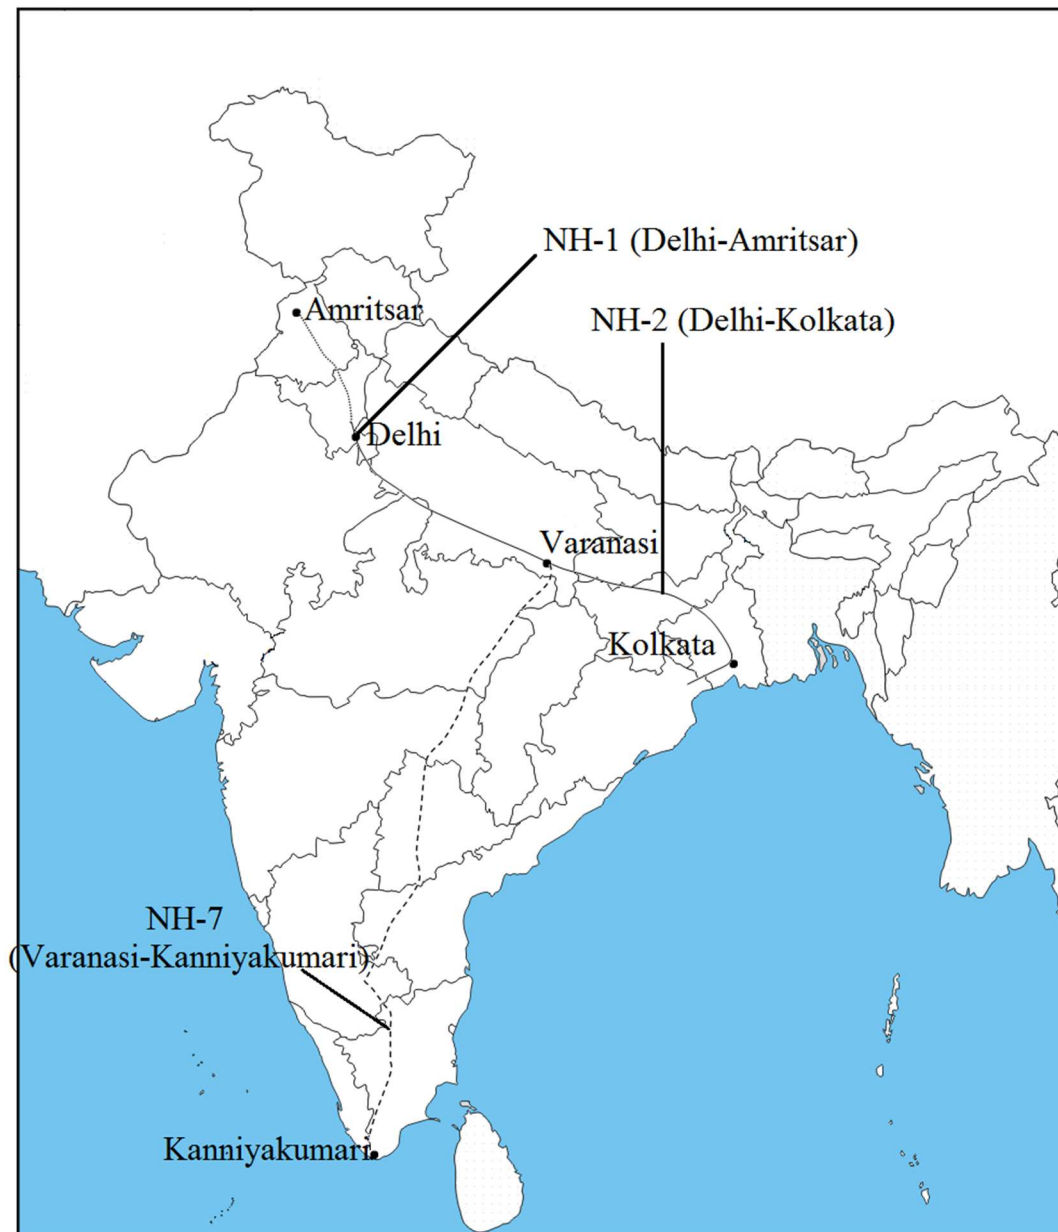 NH-1 (Delhi-Amritsar)
Amritsar
NH-2 (Delhi-Kolkata)
Delhi
Varanasi
Kolkata
NH-7
(Varanasi-Kanniyakumari)
Kanniyakumari